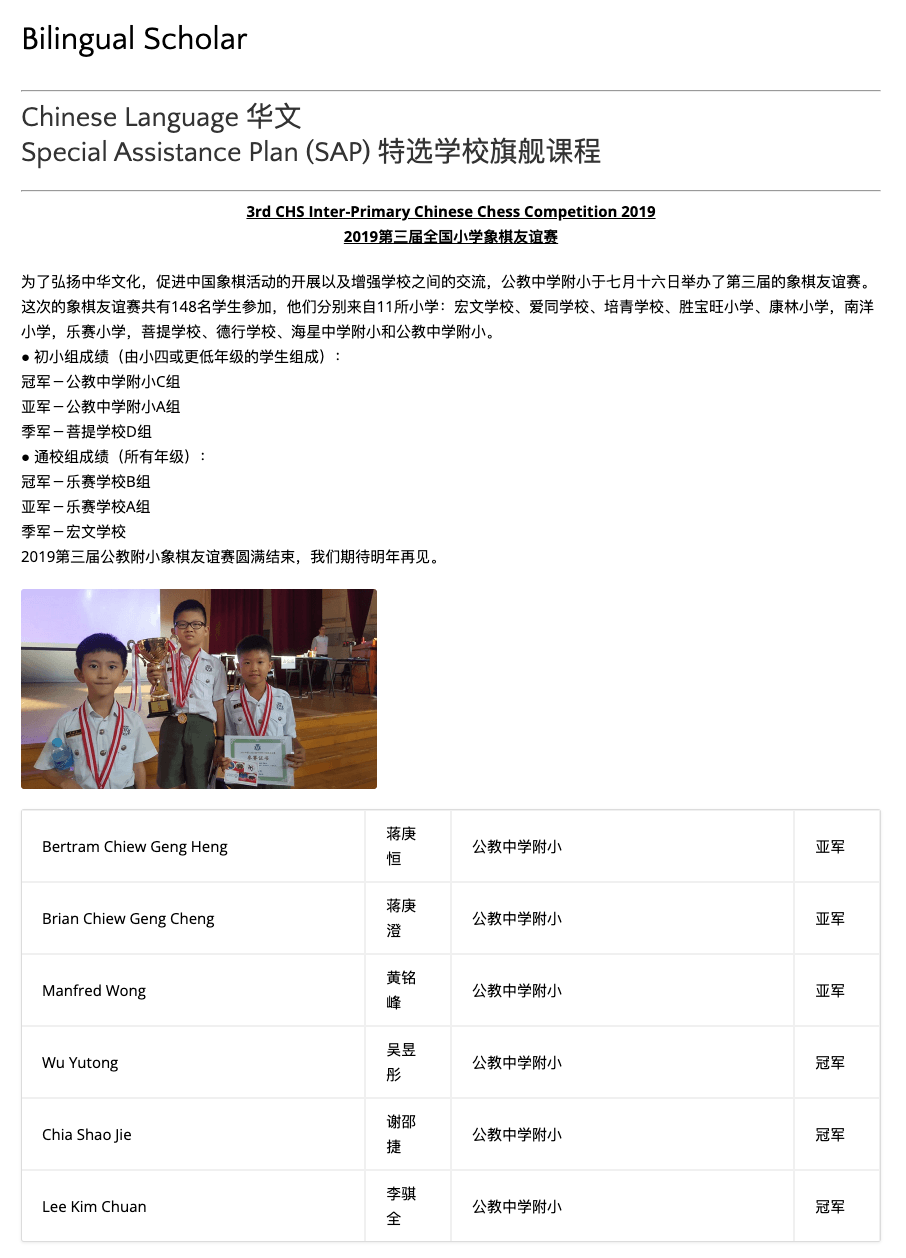 Bilingual Scholar
Chinese Language 华文
Special Assistance Plan (SAP) 特选学校旗舰课程
3rd CHS Inter-Primary Chinese Chess Competition 2019
2019第三届全国小学象棋友谊赛
为了弘扬中华文化，促进中国象棋活动的开展以及增强学校之间的交流，公教中学附小于七月十六日举办了第三届的象棋友谊赛。
这次的象棋友谊赛共有148名学生参加，他们分别来自11所小学：宏文学校、爱同学校、培青学校、胜宝旺小学、康林小学，南洋
小学，乐赛小学，菩提学校、德行学校、海星中学附小和公教中学附小。
● 初小组成绩（由小四或更低年级的学生组成）：
冠军－公教中学附小C组
亚军－公教中学附小A组
季军－菩提学校D组
● 通校组成绩（所有年级）：
冠军－乐赛学校B组
亚军－乐赛学校A组
季军－宏文学校
2019第三届公教附小象棋友谊赛圆满结束，我们期待明年再见。
Bertram Chiew Geng Heng 蒋庚恒 公教中学附小 亚军
Brian Chiew Geng Cheng 蒋庚澄 公教中学附小 亚军
Manfred Wong 黄铭峰 公教中学附小 亚军
Wu Yutong 吴昱彤 公教中学附小 冠军
Chia Shao Jie 谢邵捷 公教中学附小 冠军
Lee Kim Chuan 李骐全 公教中学附小 冠军